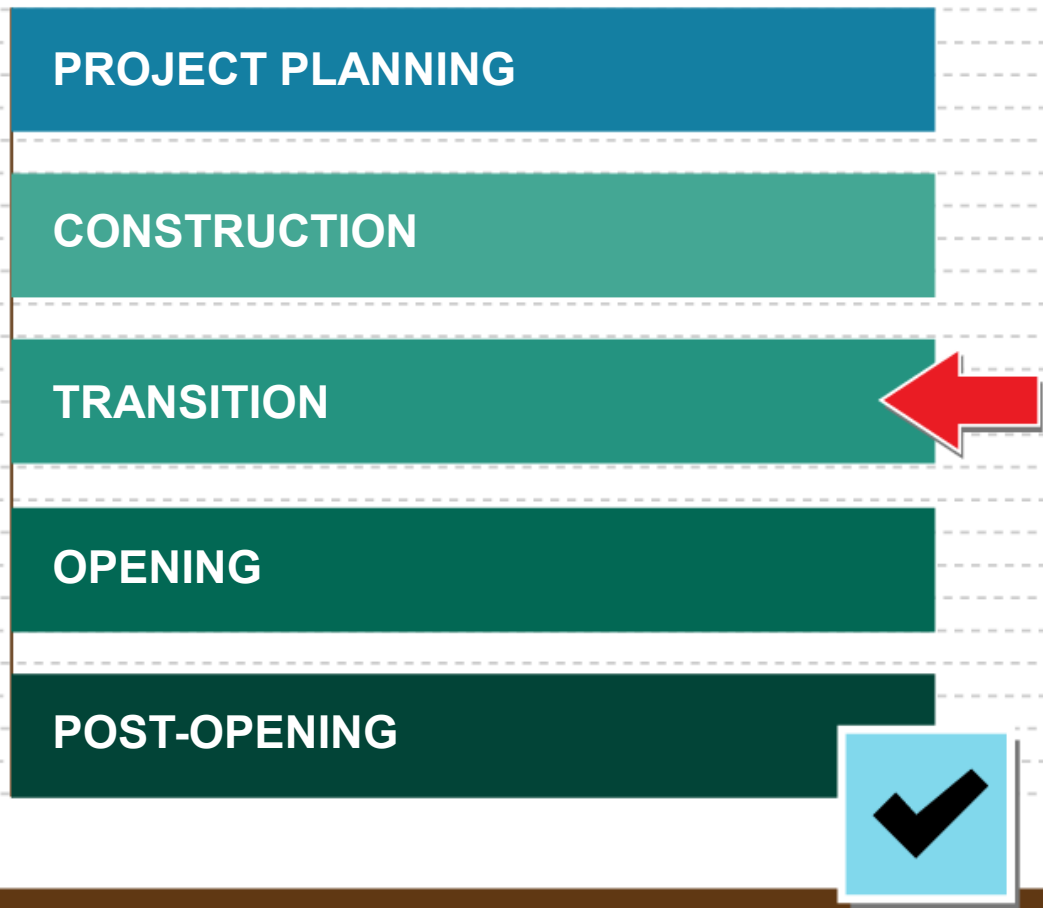 PROJECT PLANNING
CONSTRUCTION
TRANSITION
OPENING
POST-OPENING